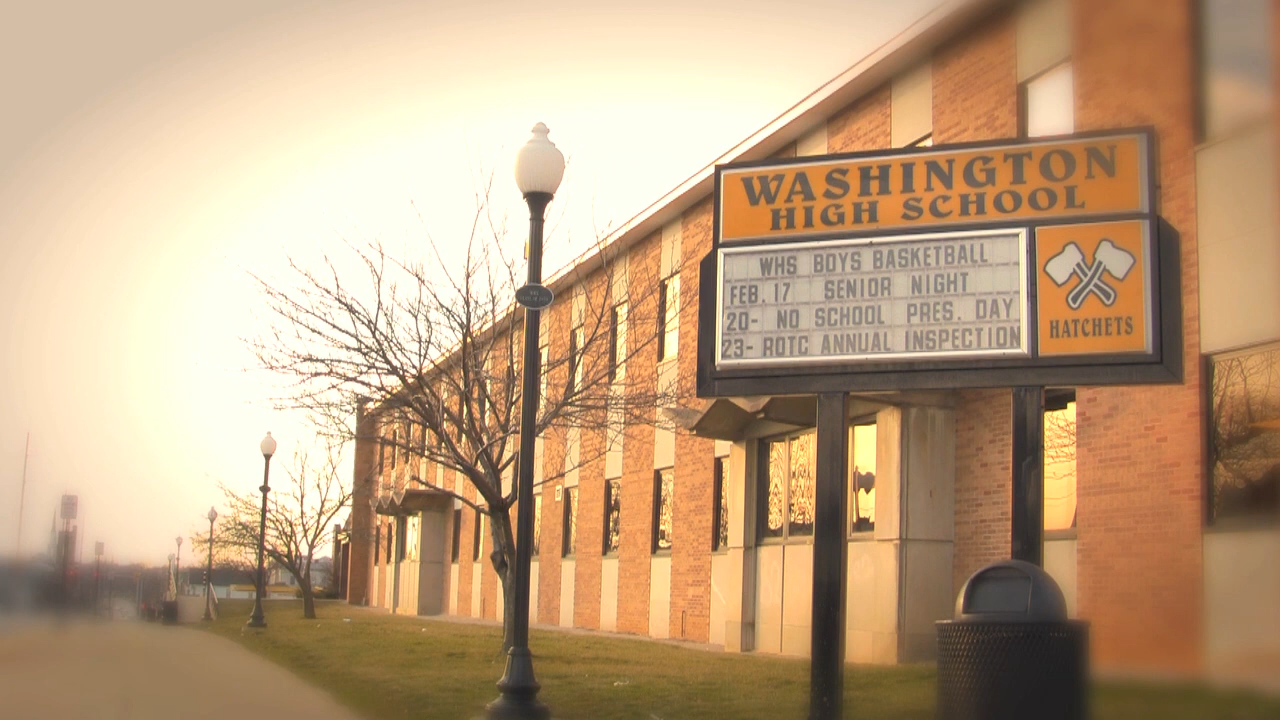 WASHINGTON
HIGH SCHOOL
WHS BOYS BASKETBALL
FEB. 17 SENIOR NIGHT
20- NO SCHOOL PRES. DAY
23- ROTC ANNUAL INSPECTION
HATCHETS